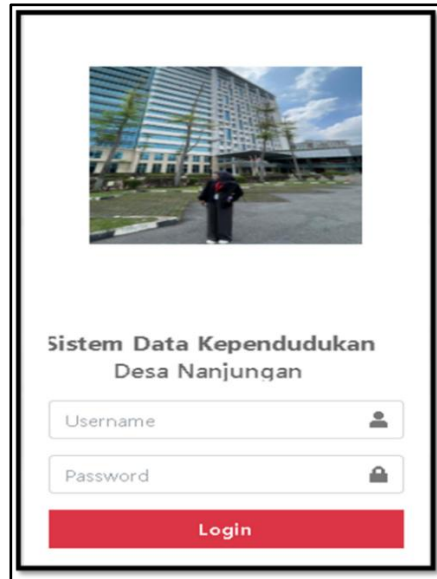 Sistem Data Kependudukan
Desa Nanjungan
Username
Password
Login